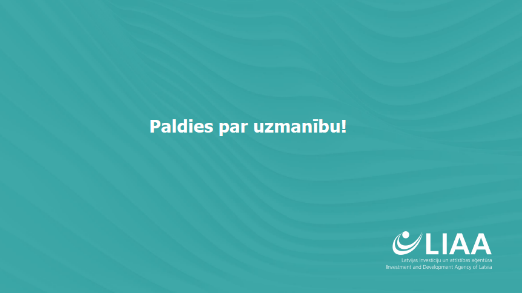 Paldies par uzmanību!
LIAA
Latvijas Investīciju un attīstības aģentūra
Investment and Development Agency of Latvia